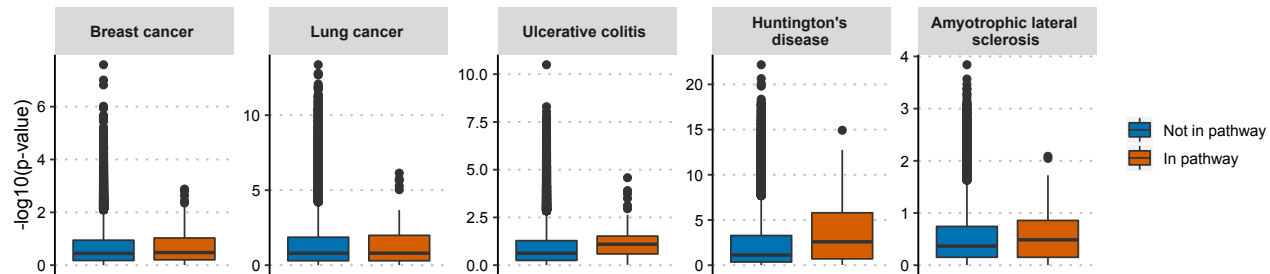 Breast cancer
Lung cancer
Ulcerative colitis
Huntington's
disease
Amyotrophic lateral
sclerosis
-log10(p-value)
6
4
2
0
10
5
0
10.0
7.5
5.0
2.5
0.0
20
15
10
5
0
4
3
2
1
0
Not in pathway
In pathway